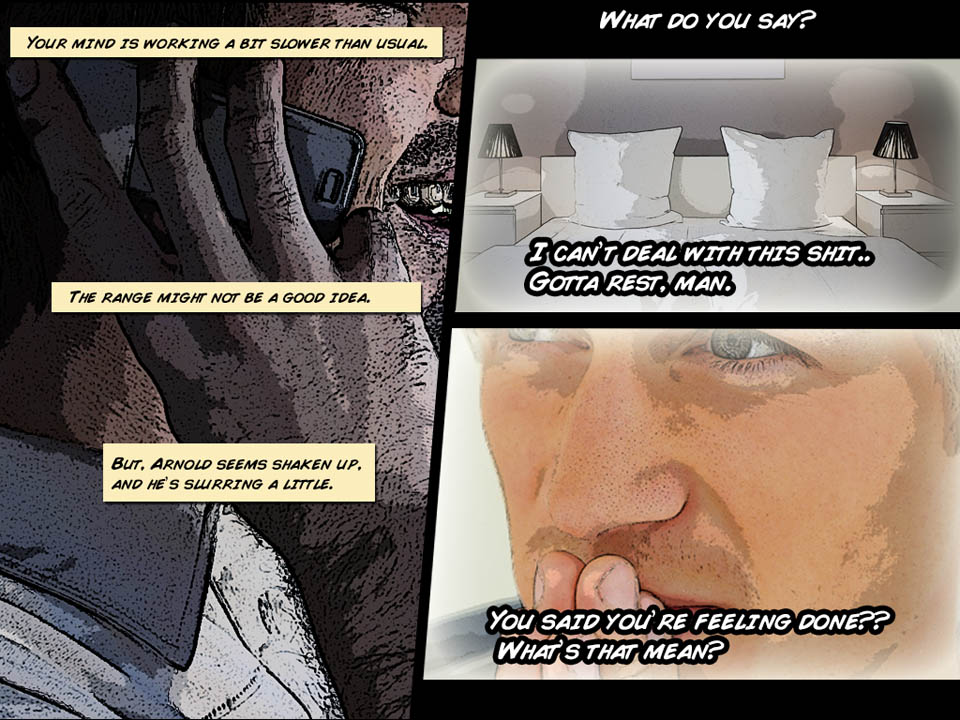 Your mind is working a bit slower than usual.
The range might not be a good idea.
But, Arnold seems shaken up,
and he's slurring a little.
What do you say?
I can't deal with this shit..
Gotta rest, man.
You said you're feeling done??
What's that mean?